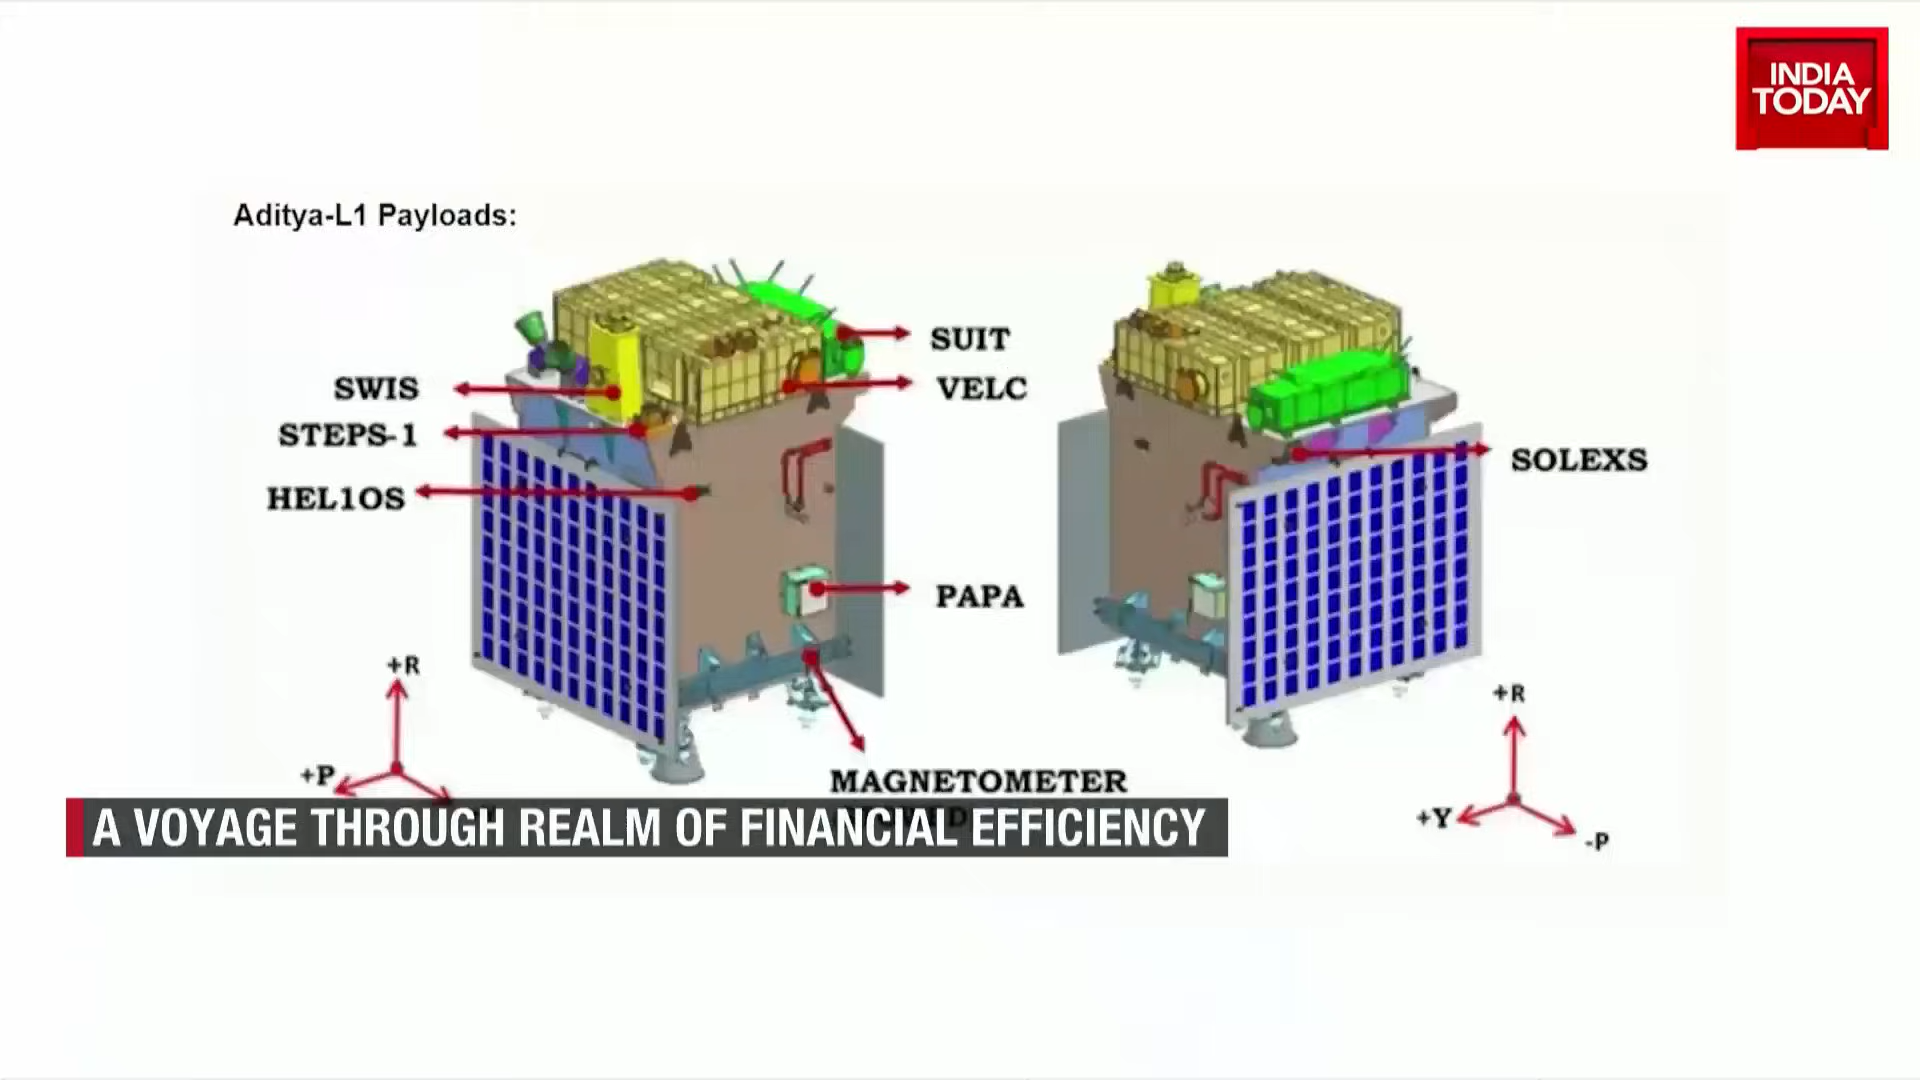 INDIA
TODAY
Aditya-L1 Payloads:
SUIT
SWIS
VELC
STEPS-1
SOLEXS
HEL1OS
PAPA
+R
+P
MAGNETOMETER
+R
+Y
-P
A VOYAGE THROUGH REALM OF FINANCIAL EFFICIENCY